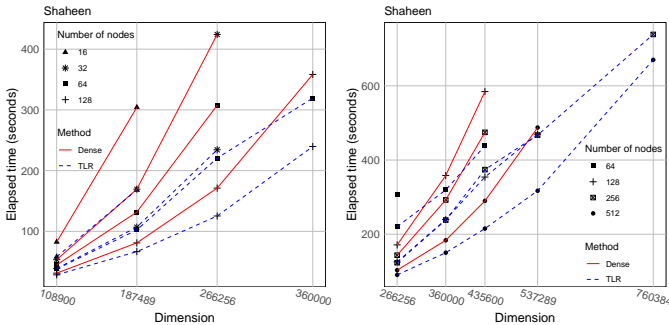 Shaheen
Elapsed time (seconds)
400
300
200
100
Number of nodes
16
32
64
128
Method
Dense
TLR
108900
187489
266256
360000
Dimension
Shaheen
Elapsed time (seconds)
600
400
200
Number of nodes
64
128
256
512
Method
Dense
TLR
266256
360000
435600
537289
760384
Dimension